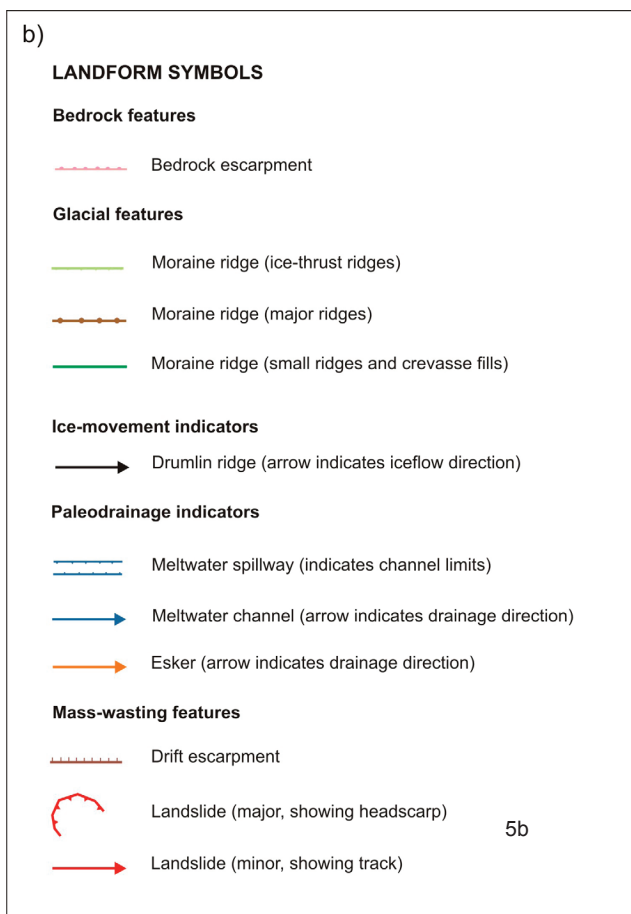 b)
LANDFORM SYMBOLS
Bedrock features
Bedrock escarpment
Glacial features
Moraine ridge (ice-thrust ridges)
Moraine ridge (major ridges)
Moraine ridge (small ridges and crevasse fills)
Ice-movement indicators
Drumlin ridge (arrow indicates iceflow direction)
Paleodrainage indicators
Meltwater spillway (indicates channel limits)
Meltwater channel (arrow indicates drainage direction)
Esker (arrow indicates drainage direction)
Mass-wasting features
Drift escarpment
Landslide (major, showing headscarp)
5b
Landslide (minor, showing track)